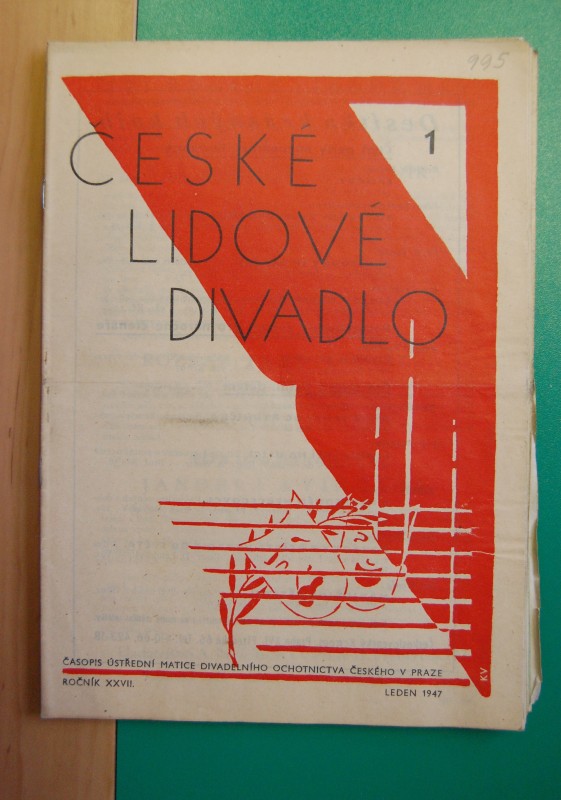 995
1
ČESKÉ
LIDOVÉ
DIVADLO
ČASOPIS ÚSTŘEDNÍ MATICE DIVADELNÍHO OCHOTNICTVA ČESKÉHO V PRAZE
ROČNÍK XXVII.
LEDEN 1947
KV